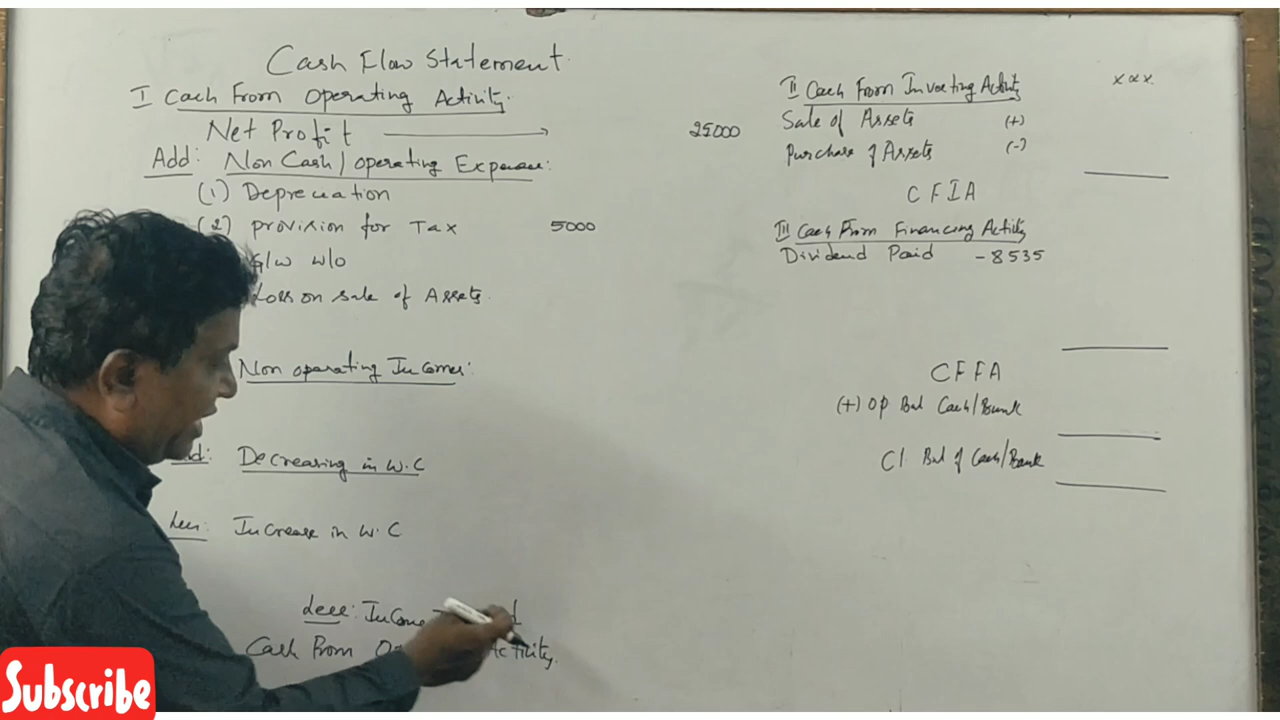 Cash Flow Statement.
I Cash From Operating Activity.
Net Profit 25000
Add: Non Cash/operating Expense:
(1) Depreciation
(2) provision for Tax 5000
G/w w/o
Loss on sale of Assets.
Non operating Incomes:
Decreasing in W.C
Less: Increase in W.C
Less: Income
Cash From Activity.
II Cash From Investing Activity xxx.
Sale of Assets (+)
Purchase of Assets (-)
CFIA
III Cash From Financing Activity
Dividend Paid -8535
CFFA
(+) Op Bal Cash/Bank
Cl Bal of Cash/Bank
Subscribe